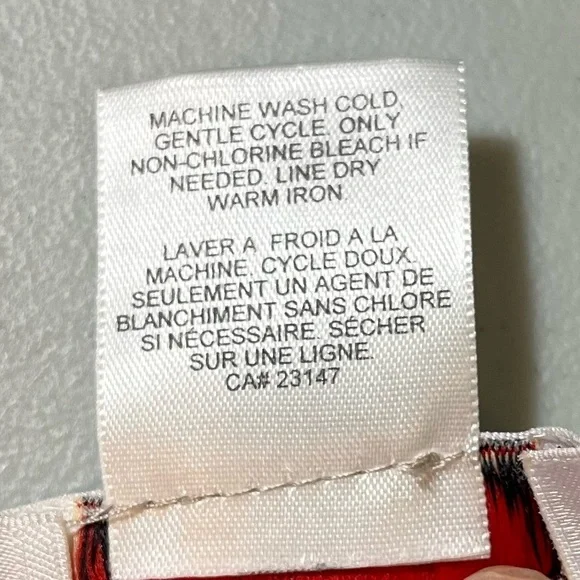 MACHINE WASH COLD,
GENTLE CYCLE. ONLY
NON-CHLORINE BLEACH IF
NEEDED. LINE DRY
WARM IRON
LAVER A FROID A LA
MACHINE. CYCLE DOUX.
SEULEMENT UN AGENT DE
BLANCHIMENT SANS CHLORE
SI NÉCESSAIRE. SÉCHER
SUR UNE LIGNE.
CA# 23147